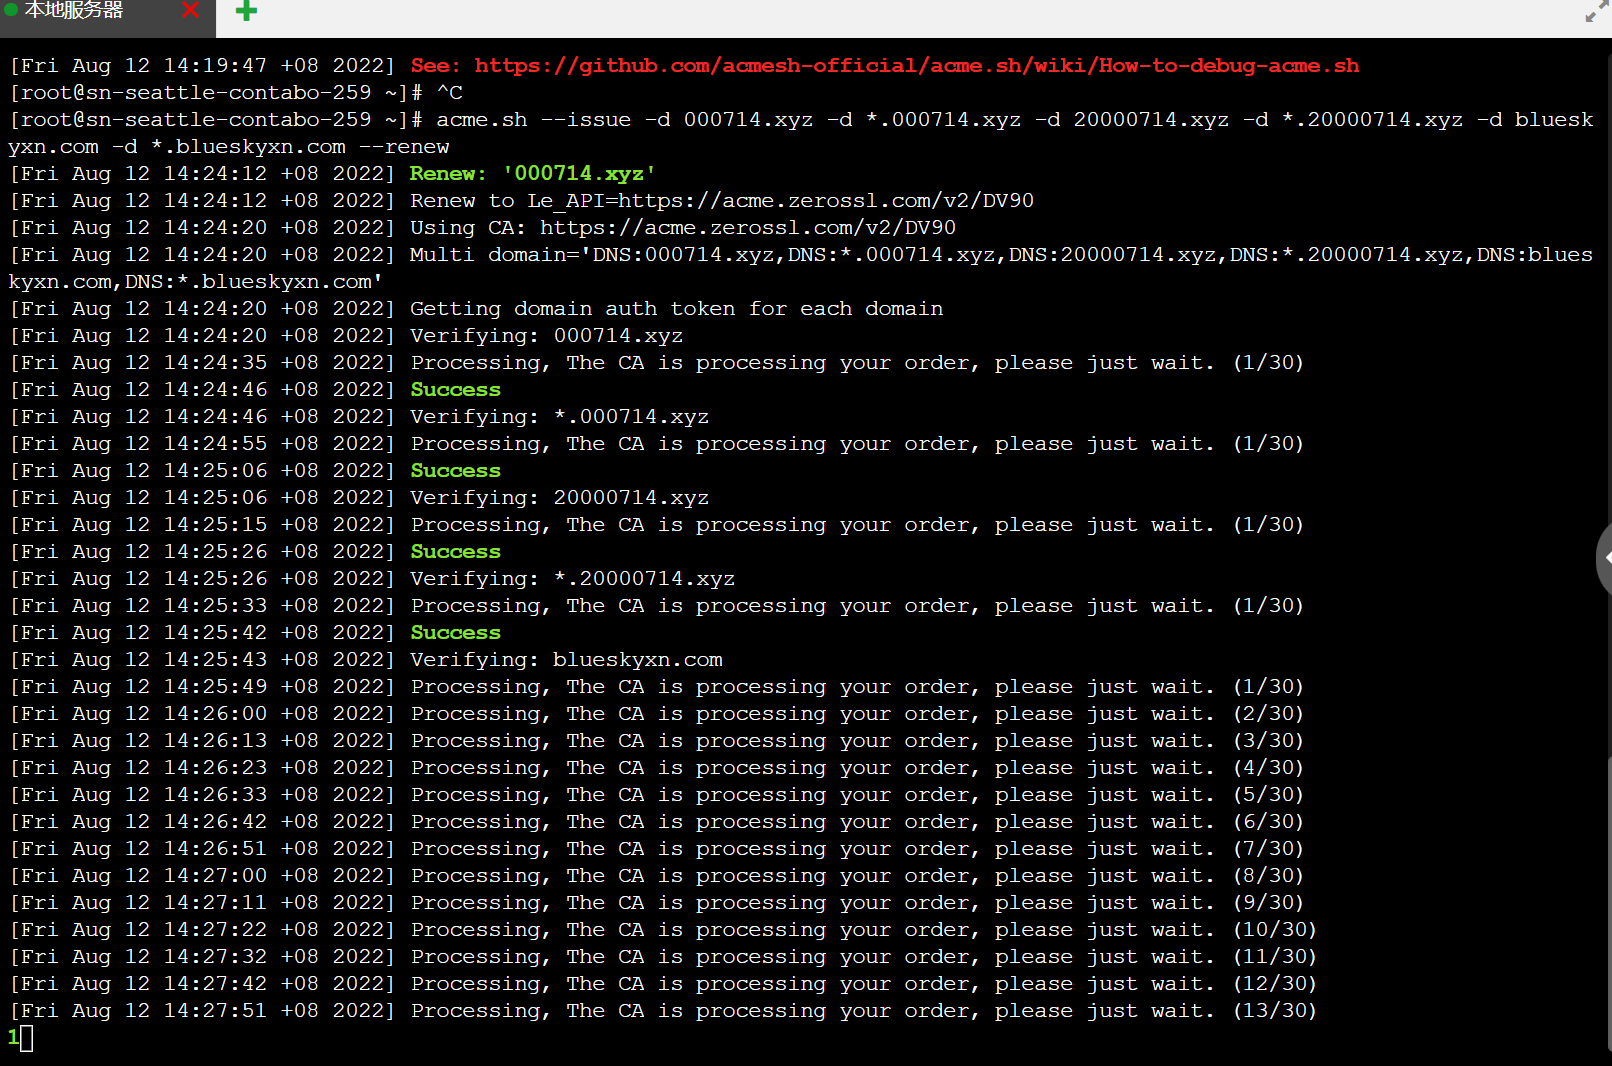 本地服务器
[Fri Aug 12 14:19:47 +08 2022] See: https://github.com/acmesh-official/acme.sh/wiki/How-to-debug-acme.sh
[root@sn-seattle-contabo-259 ~]# ^C
[root@sn-seattle-contabo-259 ~]# acme.sh --issue -d 000714.xyz -d *.000714.xyz -d 20000714.xyz -d *.20000714.xyz -d bluesk
yxn.com -d *.blueskyxn.com --renew
[Fri Aug 12 14:24:12 +08 2022] Renew: '000714.xyz'
[Fri Aug 12 14:24:12 +08 2022] Renew to Le_API=https://acme.zerossl.com/v2/DV90
[Fri Aug 12 14:24:20 +08 2022] Using CA: https://acme.zerossl.com/v2/DV90
[Fri Aug 12 14:24:20 +08 2022] Multi domain='DNS:000714.xyz,DNS:*.000714.xyz,DNS:20000714.xyz,DNS:*.20000714.xyz,DNS:blues
kyxn.com,DNS:*.blueskyxn.com'
[Fri Aug 12 14:24:20 +08 2022] Getting domain auth token for each domain
[Fri Aug 12 14:24:20 +08 2022] Verifying: 000714.xyz
[Fri Aug 12 14:24:35 +08 2022] Processing, The CA is processing your order, please just wait. (1/30)
[Fri Aug 12 14:24:46 +08 2022] Success
[Fri Aug 12 14:24:46 +08 2022] Verifying: *.000714.xyz
[Fri Aug 12 14:24:55 +08 2022] Processing, The CA is processing your order, please just wait. (1/30)
[Fri Aug 12 14:25:06 +08 2022] Success
[Fri Aug 12 14:25:06 +08 2022] Verifying: 20000714.xyz
[Fri Aug 12 14:25:15 +08 2022] Processing, The CA is processing your order, please just wait. (1/30)
[Fri Aug 12 14:25:26 +08 2022] Success
[Fri Aug 12 14:25:26 +08 2022] Verifying: *.20000714.xyz
[Fri Aug 12 14:25:33 +08 2022] Processing, The CA is processing your order, please just wait. (1/30)
[Fri Aug 12 14:25:42 +08 2022] Success
[Fri Aug 12 14:25:43 +08 2022] Verifying: blueskyxn.com
[Fri Aug 12 14:25:49 +08 2022] Processing, The CA is processing your order, please just wait. (1/30)
[Fri Aug 12 14:26:00 +08 2022] Processing, The CA is processing your order, please just wait. (2/30)
[Fri Aug 12 14:26:13 +08 2022] Processing, The CA is processing your order, please just wait. (3/30)
[Fri Aug 12 14:26:23 +08 2022] Processing, The CA is processing your order, please just wait. (4/30)
[Fri Aug 12 14:26:33 +08 2022] Processing, The CA is processing your order, please just wait. (5/30)
[Fri Aug 12 14:26:42 +08 2022] Processing, The CA is processing your order, please just wait. (6/30)
[Fri Aug 12 14:26:51 +08 2022] Processing, The CA is processing your order, please just wait. (7/30)
[Fri Aug 12 14:27:00 +08 2022] Processing, The CA is processing your order, please just wait. (8/30)
[Fri Aug 12 14:27:11 +08 2022] Processing, The CA is processing your order, please just wait. (9/30)
[Fri Aug 12 14:27:22 +08 2022] Processing, The CA is processing your order, please just wait. (10/30)
[Fri Aug 12 14:27:32 +08 2022] Processing, The CA is processing your order, please just wait. (11/30)
[Fri Aug 12 14:27:42 +08 2022] Processing, The CA is processing your order, please just wait. (12/30)
[Fri Aug 12 14:27:51 +08 2022] Processing, The CA is processing your order, please just wait. (13/30)
1